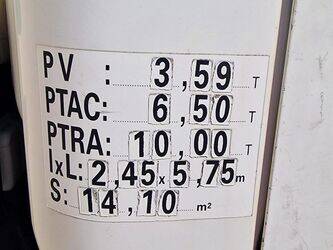 PV : 3,59 T
PTAC: 6,50 T
PTRA: 10,00 T
lxL: 2,45x5,75m
S: 14,10 m²